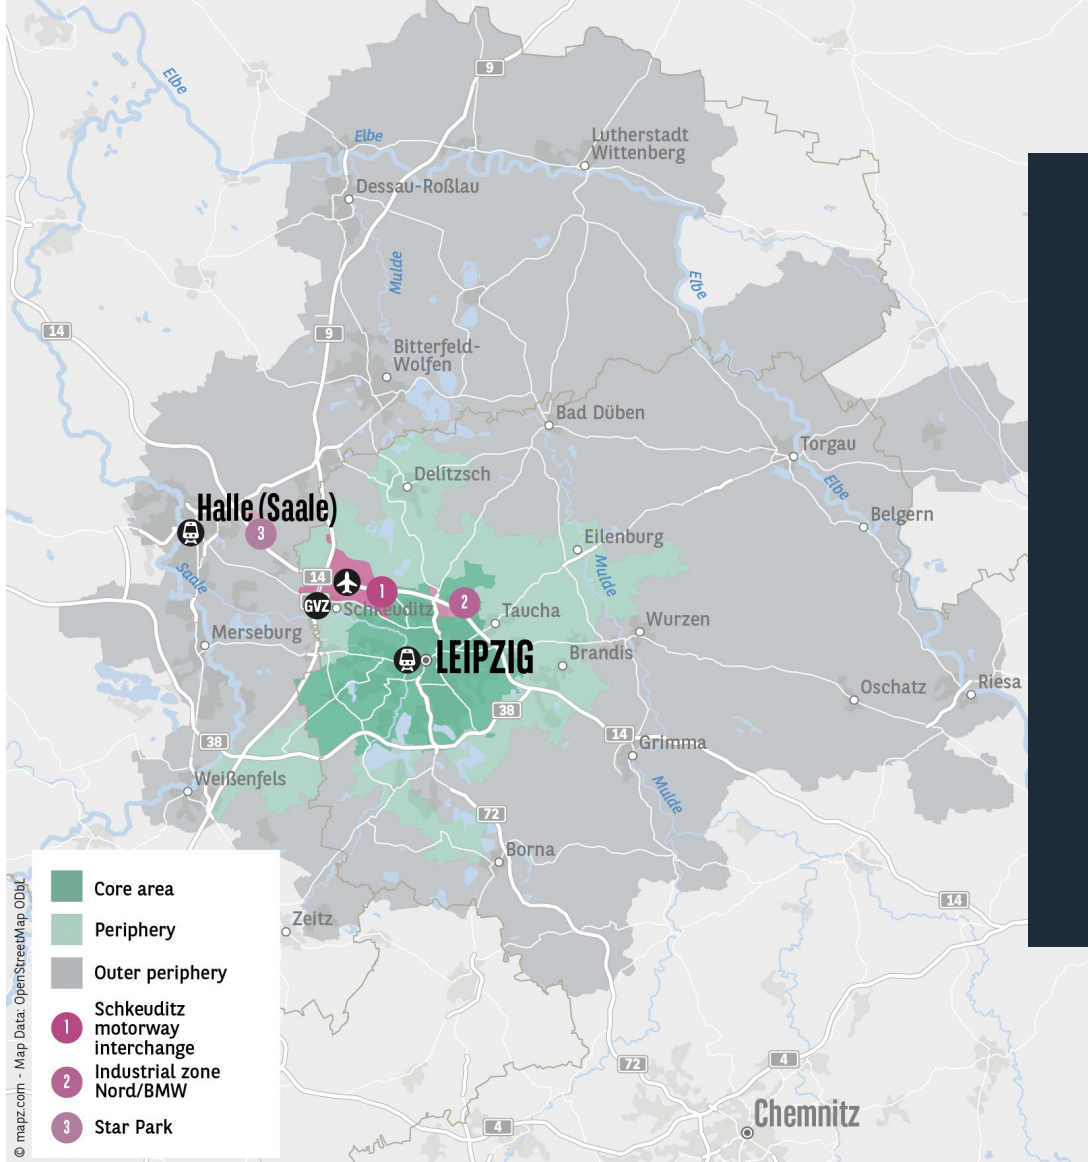 9
Elbe
Elbe
Lutherstadt
Wittenberg
Dessau-Roßlau
Mulde
Elbe
14
9
Bitterfeld-
Wolfen
Bad Düben
Torgau
Delitzsch
Elbe
Halle (Saale)
Belgern
3
Eilenburg
14
1
Mulde
Saale
GVZ
Schkeuditz
2
Taucha
Wurzen
Merseburg
LEIPZIG
Brandis
Oschatz
Riesa
38
38
14
Grimma
Weißenfels
Mulde
72
Borna
14
Zeitz
72
4
Chemnitz
4
Core area
Periphery
Outer periphery
1
Schkeuditz
motorway
interchange
2
Industrial zone
Nord/BMW
3
Star Park
© mapz.com - Map Data: OpenStreetMap ODbL